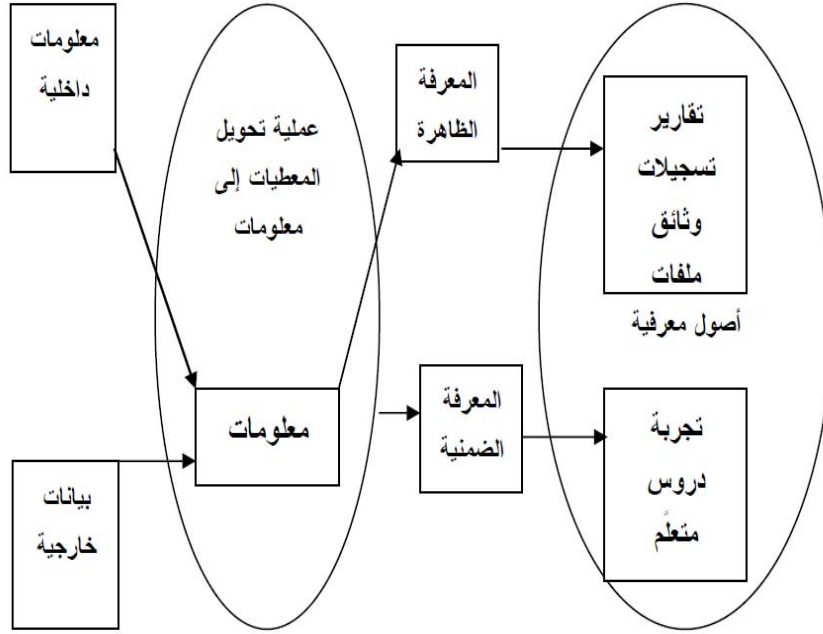 معلومات
داخلية
عملية تحويل
المعطيات إلى
معلومات
المعرفة
الظاهرة
تقارير
تسجيلات
وثائق
ملفات
أصول معرفية
معلومات
المعرفة
الضمنية
تجربة
دروس
متعلَّم
بيانات
خارجية